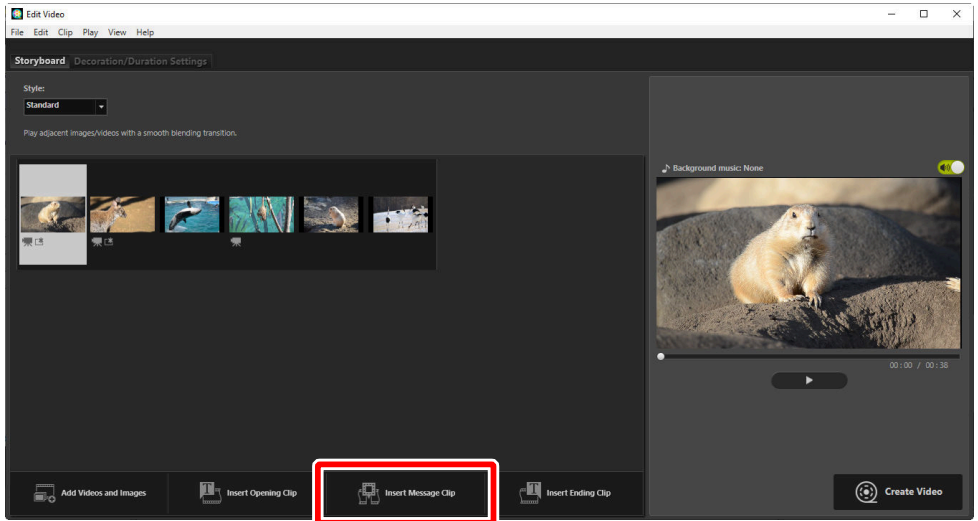 Edit Video
File Edit Clip Play View Help
Storyboard Decoration/Duration Settings
Style:
Standard
Play adjacent images/videos with a smooth blending transition.
Background music: None
00:00 / 00:38
Add Videos and Images
Insert Opening Clip
Insert Message Clip
Insert Ending Clip
Create Video